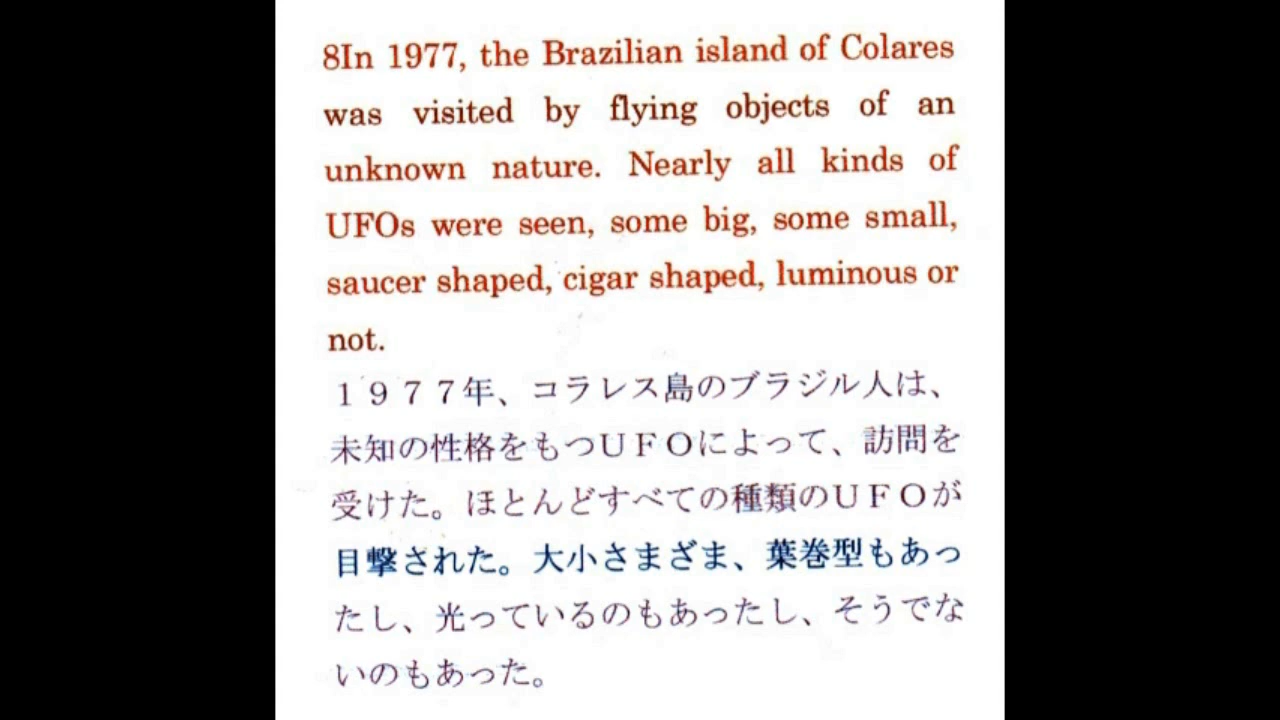 8In 1977, the Brazilian island of Colares
was visited by flying objects of an
unknown nature. Nearly all kinds of
UFOs were seen, some big, some small,
saucer shaped, cigar shaped, luminous or
not.
１９７７年、コラレス島のブラジル人は、
未知の性格をもつＵＦＯによって、訪問を
受けた。ほとんどすべての種類のＵＦＯが
目撃された。大小さまざま、葉巻型もあっ
たし、光っているのもあったし、そうでな
いのもあった。